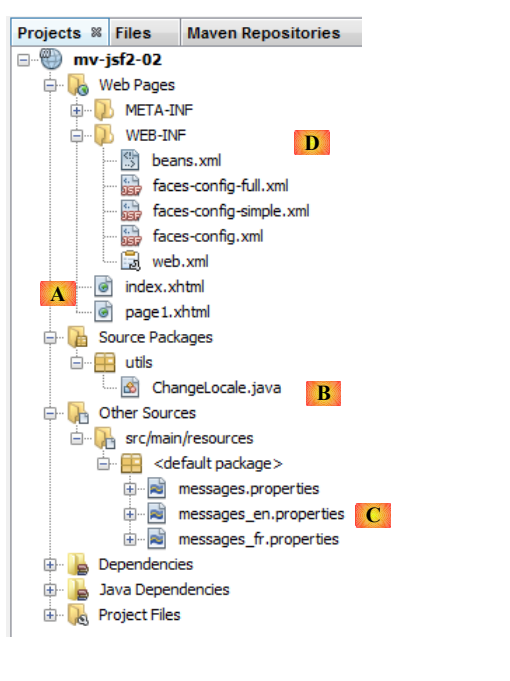 Projects Files Maven Repositories
mv-jsf2-02
Web Pages
META-INF
WEB-INF
D
beans.xml
faces-config-full.xml
faces-config-simple.xml
faces-config.xml
web.xml
A index.xhtml
page1.xhtml
Source Packages
utils
ChangeLocale.java B
Other Sources
src/main/resources
<default package>
messages.properties
messages_en.properties C
messages_fr.properties
Dependencies
Java Dependencies
Project Files